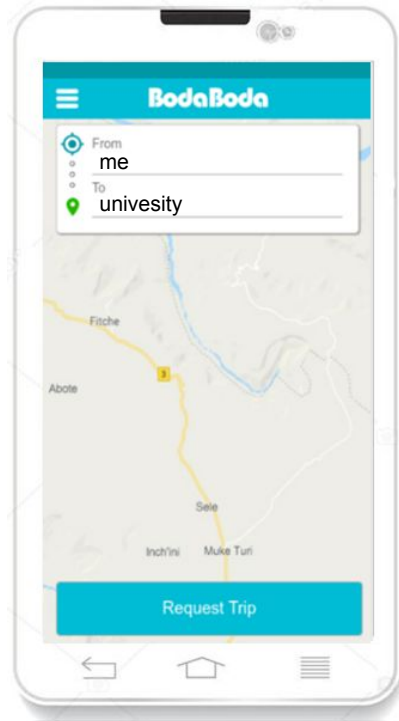 BodaBoda
From
me
To
univesity
Fitche
3
Abote
Sele
Inch'ini Muke Turi
Request Trip